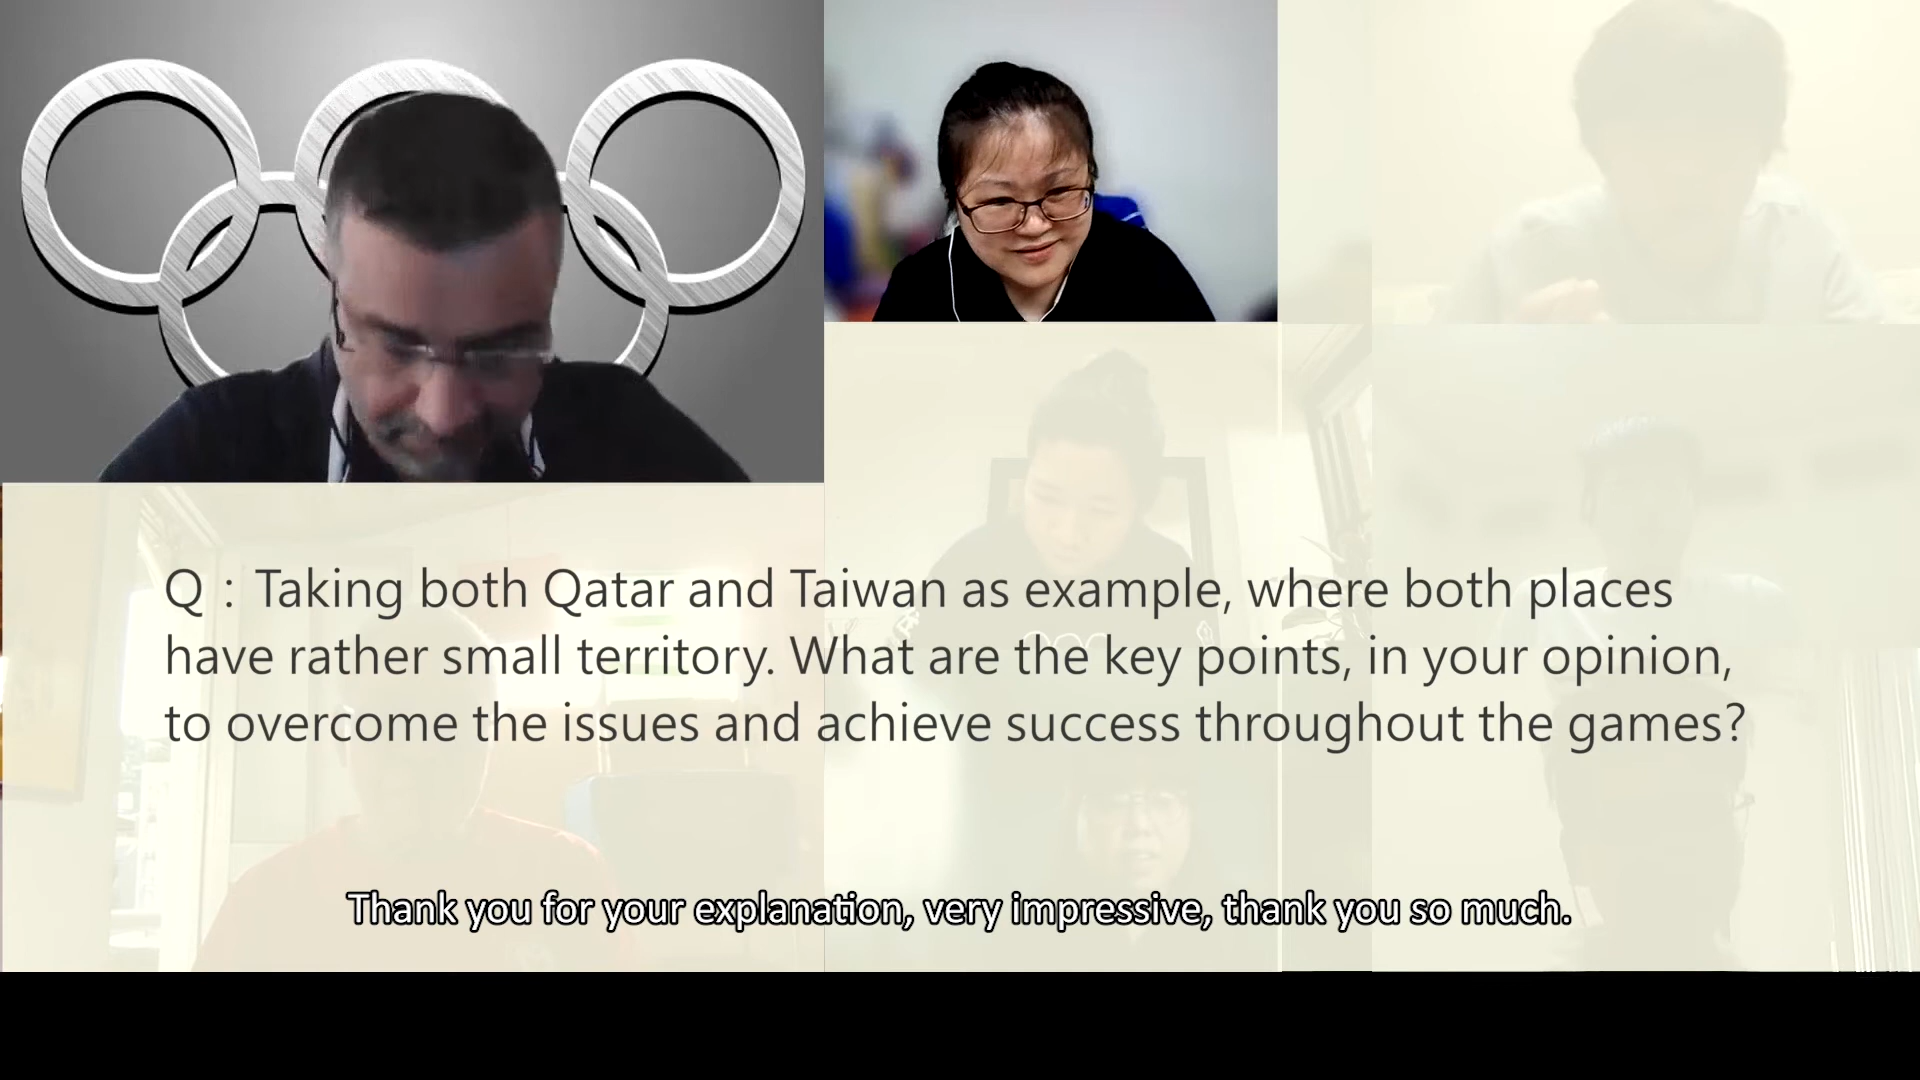 Q：Taking both Qatar and Taiwan as example, where both places
have rather small territory. What are the key points, in your opinion,
to overcome the issues and achieve success throughout the games?
Thank you for your explanation, very impressive, thank you so much.